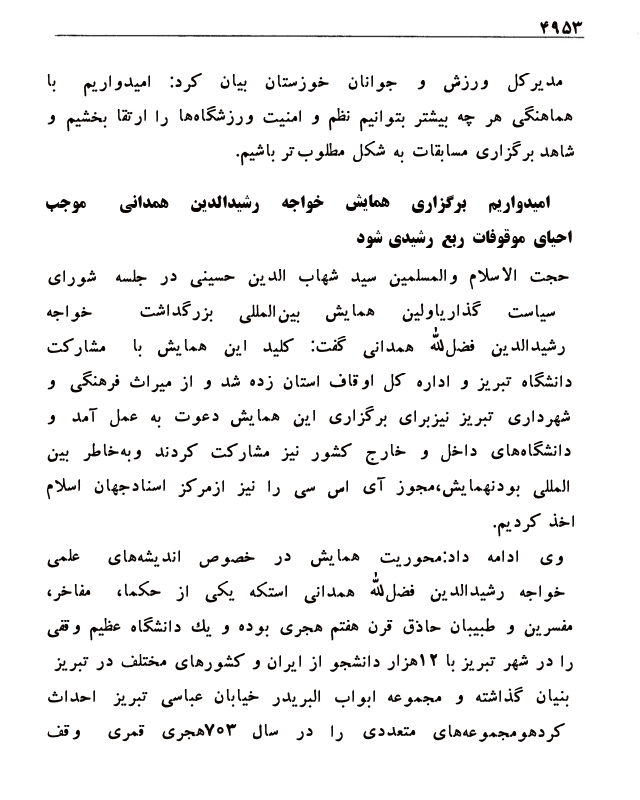 ۴۹۵۳
مدیرکل ورزش و جوانان خوزستان بیان کرد: امیدواریم با
هماهنگی هر چه بیشتر بتوانیم نظم و امنیت ورزشگاه‌ها را ارتقا بخشیم و
شاهد برگزاری مسابقات به شکل مطلوب‌تر باشیم.
امیدواریم برگزاری همایش خواجه رشیدالدین همدانی موجب
احیای موقوفات ربع رشیدی شود
حجت الاسلام والمسلمین سید شهاب الدین حسینی در جلسه شورای
سیاست گذاریاولین همایش بین‌المللی بزرگداشت خواجه
رشیدالدین فضل‌الله همدانی گفت: کلید این همایش با مشارکت
دانشگاه تبریز و اداره کل اوقاف استان زده شد و از میراث فرهنگی و
شهرداری تبریز نیزبرای برگزاری این همایش دعوت به عمل آمد و
دانشگاه‌های داخل و خارج کشور نیز مشارکت کردند وبه‌خاطر بین
المللی بودنهمایش،مجوز آی اس سی را نیز ازمرکز اسنادجهان اسلام
اخذ کردیم.
وی ادامه داد:محوریت همایش در خصوص اندیشه‌های علمی
خواجه رشیدالدین فضل‌الله همدانی استکه یکی از حکما، مفاخر،
مفسرین و طبیبان حاذق قرن هفتم هجری بوده و یك دانشگاه عظیم وقفی
را در شهر تبریز با ۱۲هزار دانشجو از ایران و کشورهای مختلف در تبریز
بنیان گذاشته و مجموعه ابواب البریدر خیابان عباسی تبریز احداث
کردهومجموعه‌های متعددی را در سال ۷۰۳هجری قمری وقف